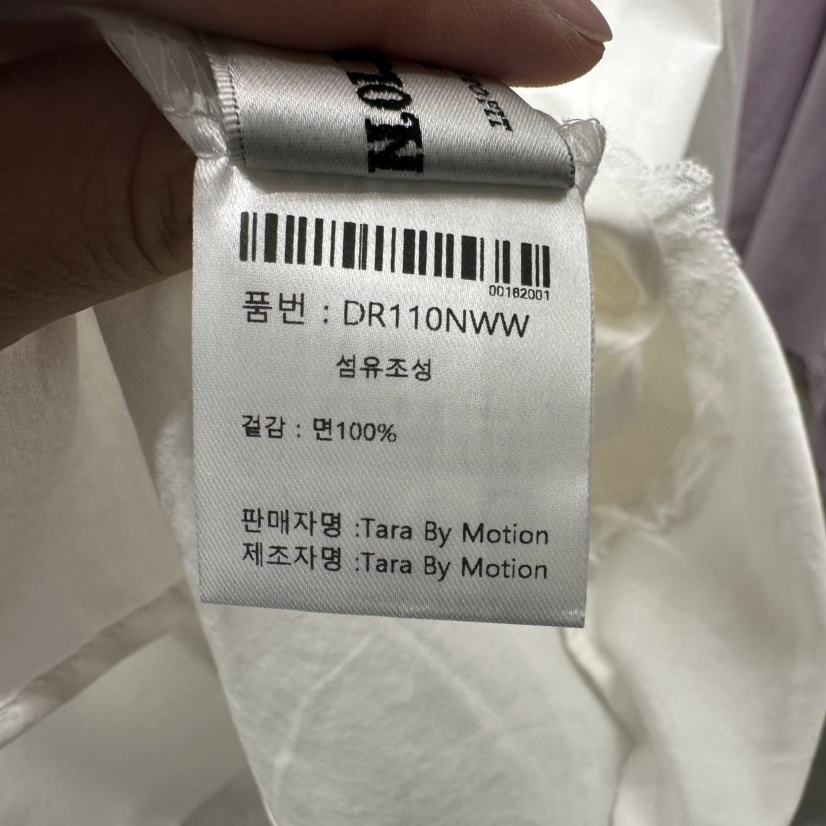 00162001
품번 : DR110NWW
섬유조성
겉감 : 면100%
판매자명 :Tara By Motion
제조자명 :Tara By Motion